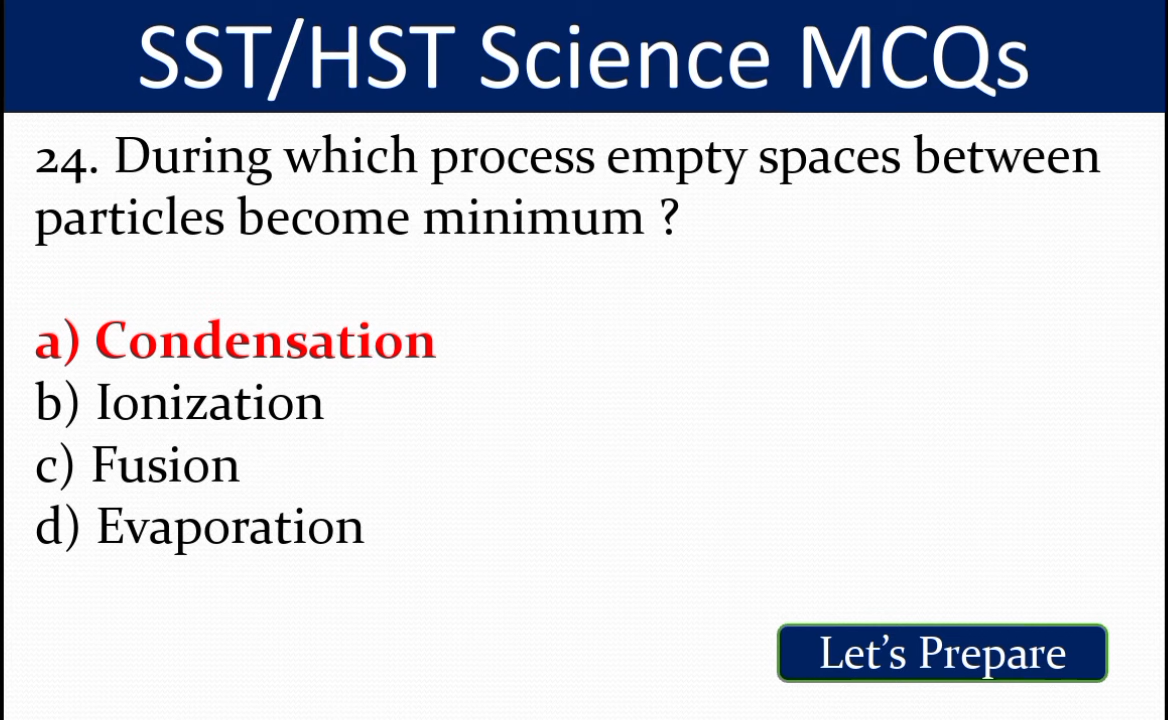 SST/HST Science MCQs
24. During which process empty spaces between
particles become minimum ?
a) Condensation
b) Ionization
c) Fusion
d) Evaporation
Let’s Prepare